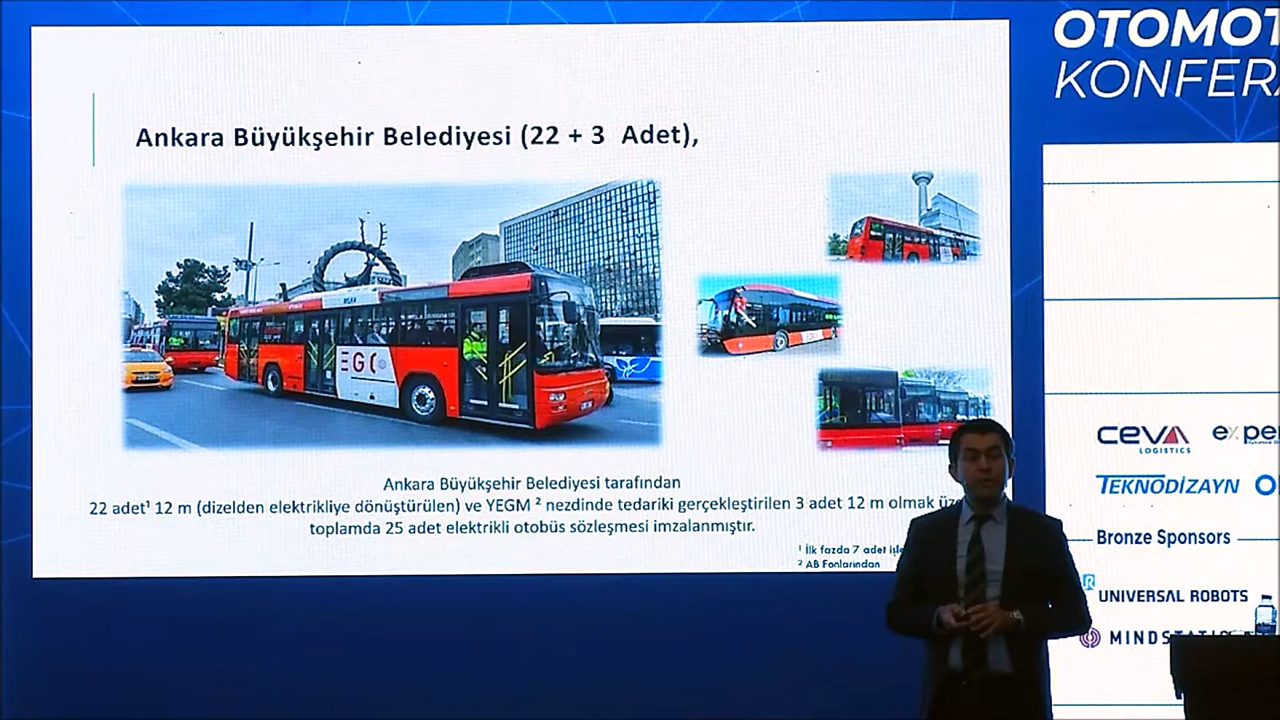 Ankara Büyükşehir Belediyesi (22 + 3 Adet),
EGO
Ankara Büyükşehir Belediyesi tarafından
22 adet¹ 12 m (dizelden elektrikliye dönüştürülen) ve YEGM ² nezdinde tedariki gerçekleştirilen 3 adet 12 m olmak
toplamda 25 adet elektrikli otobüs sözleşmesi imzalanmıştır.
¹ İlk fazda 7 adet
² AB Fonlarından
OTOMOT
KONFER
CEVA
LOGISTICS
expe
TEKNODİZAYN
Bronze Sponsors
UNIVERSAL ROBOTS